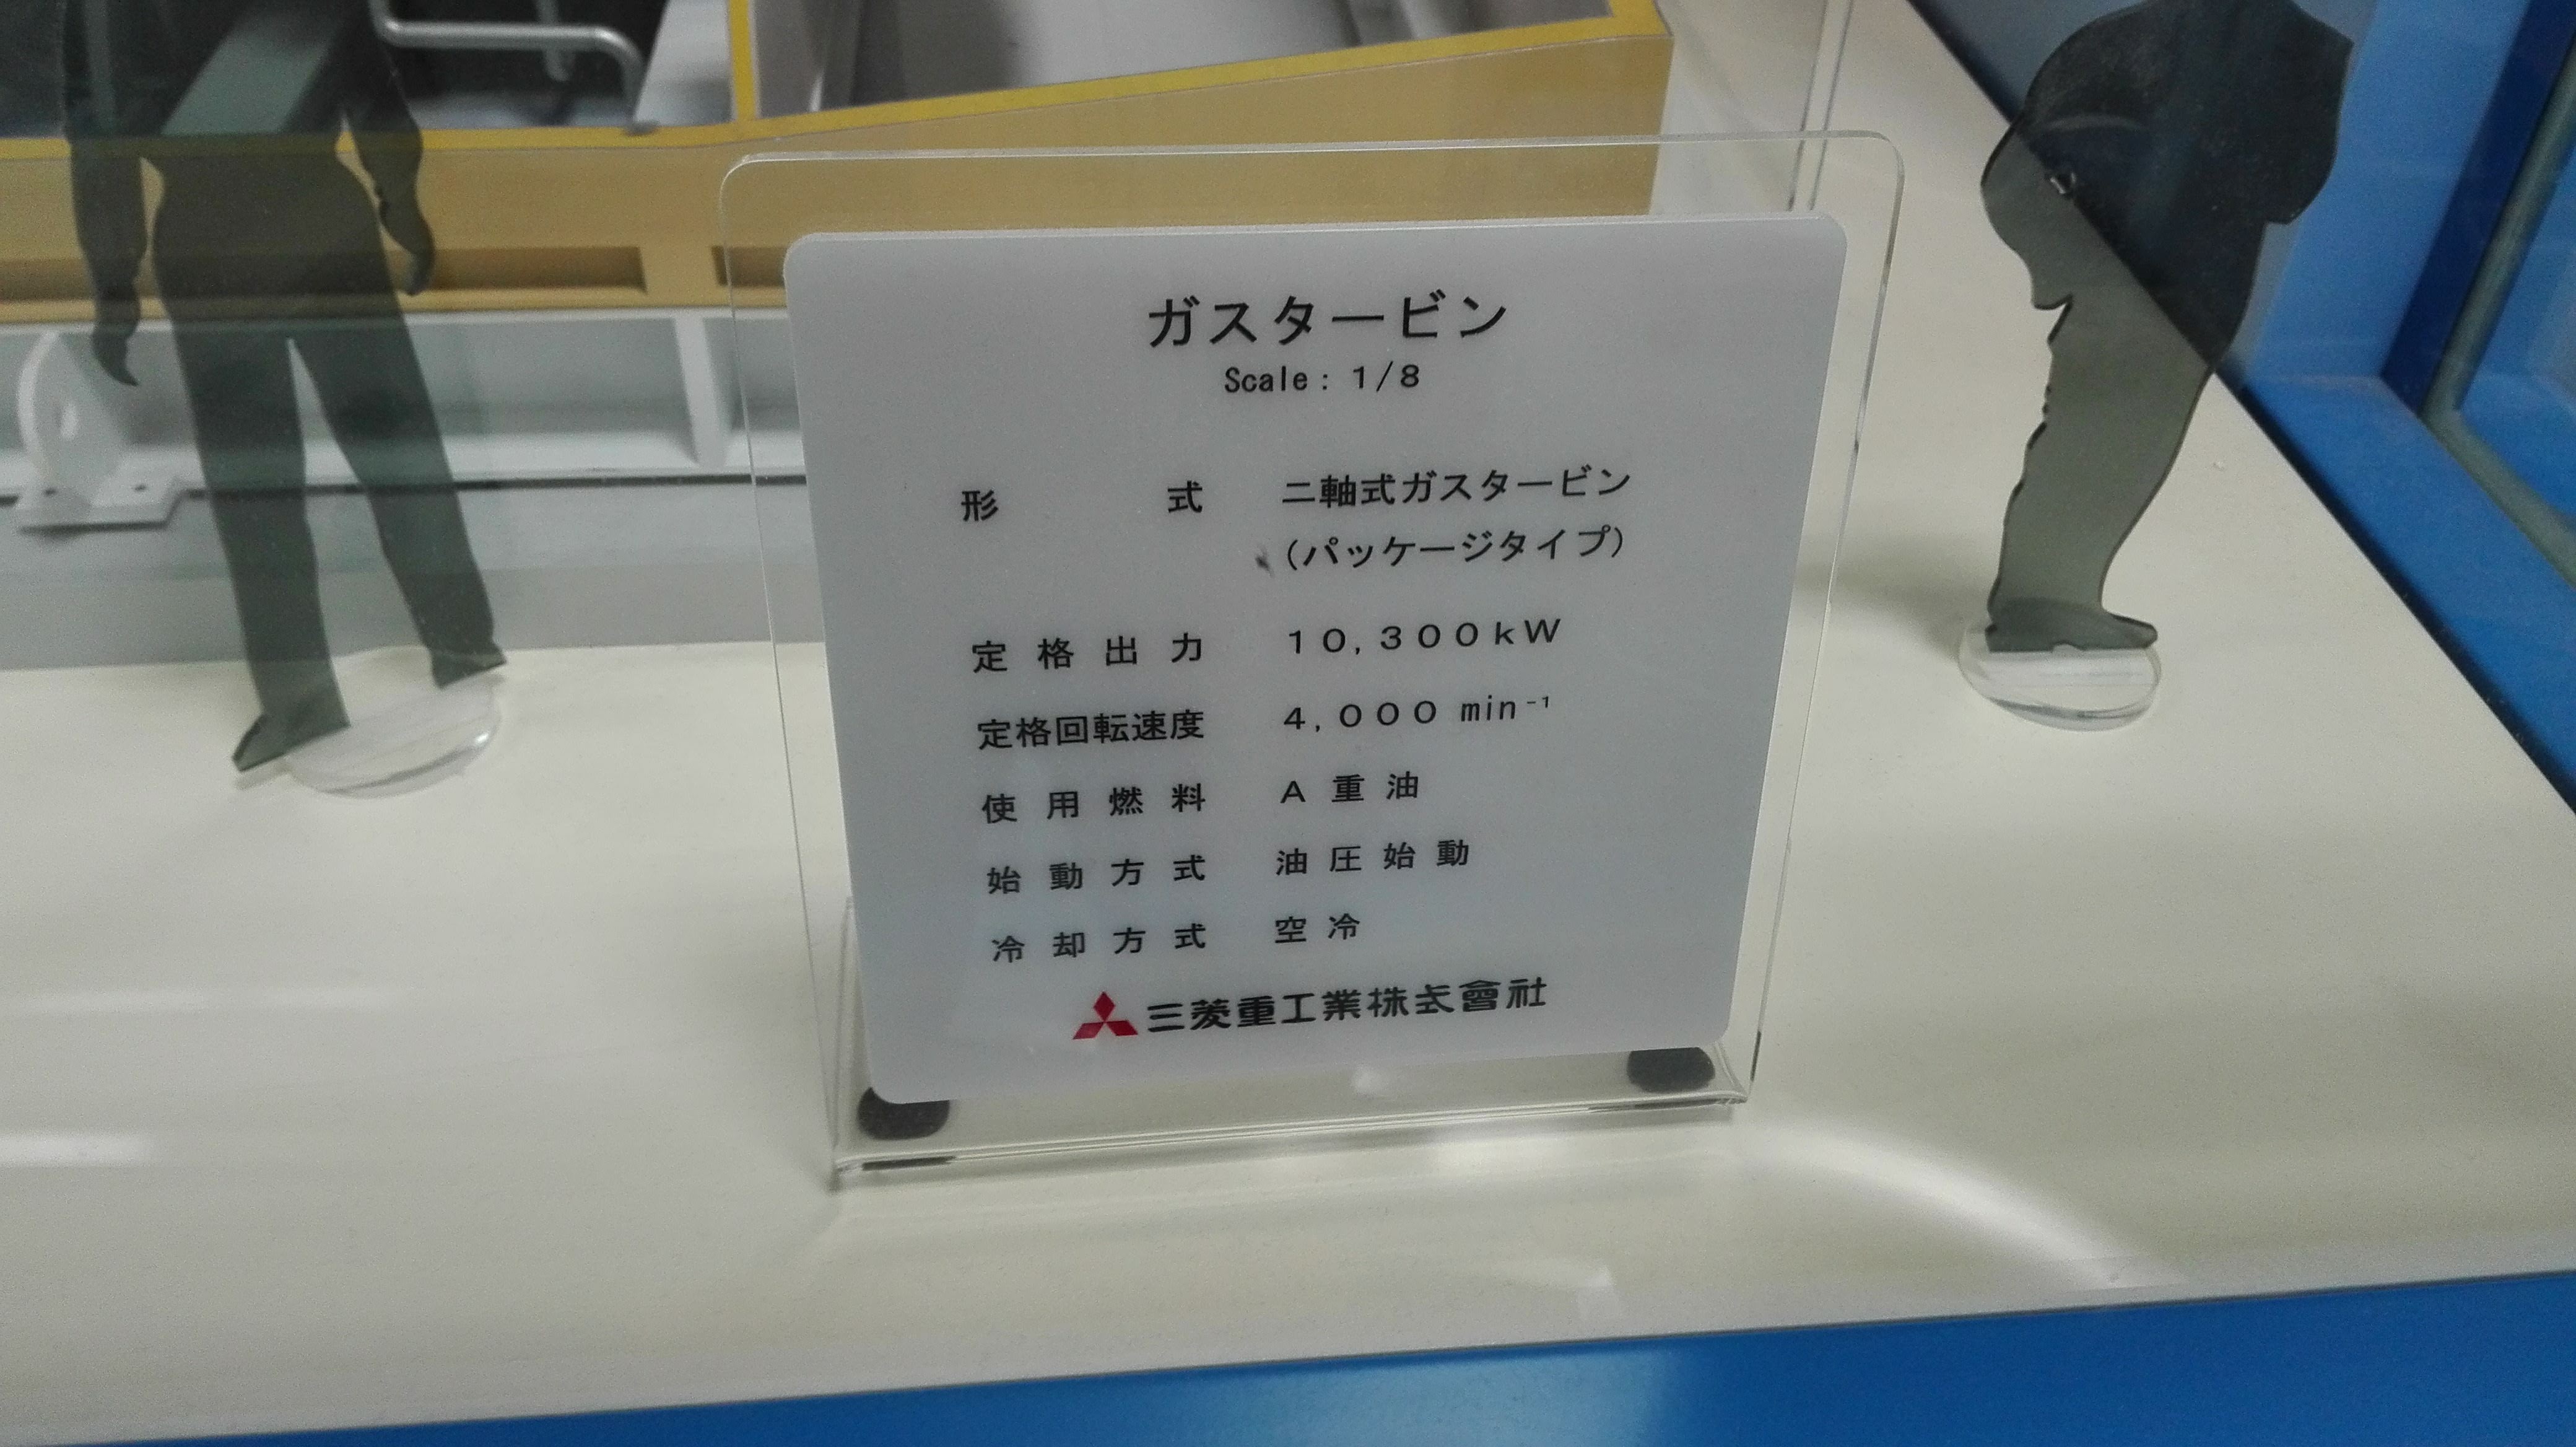 ガスタービン
Scale: 1/8
形式 二軸式ガスタービン
(パッケージタイプ)
定格出力 10,300kW
定格回転速度 4,000 min⁻¹
使用燃料 A重油
始動方式 油圧始動
冷却方式 空冷
三菱重工業株式會社